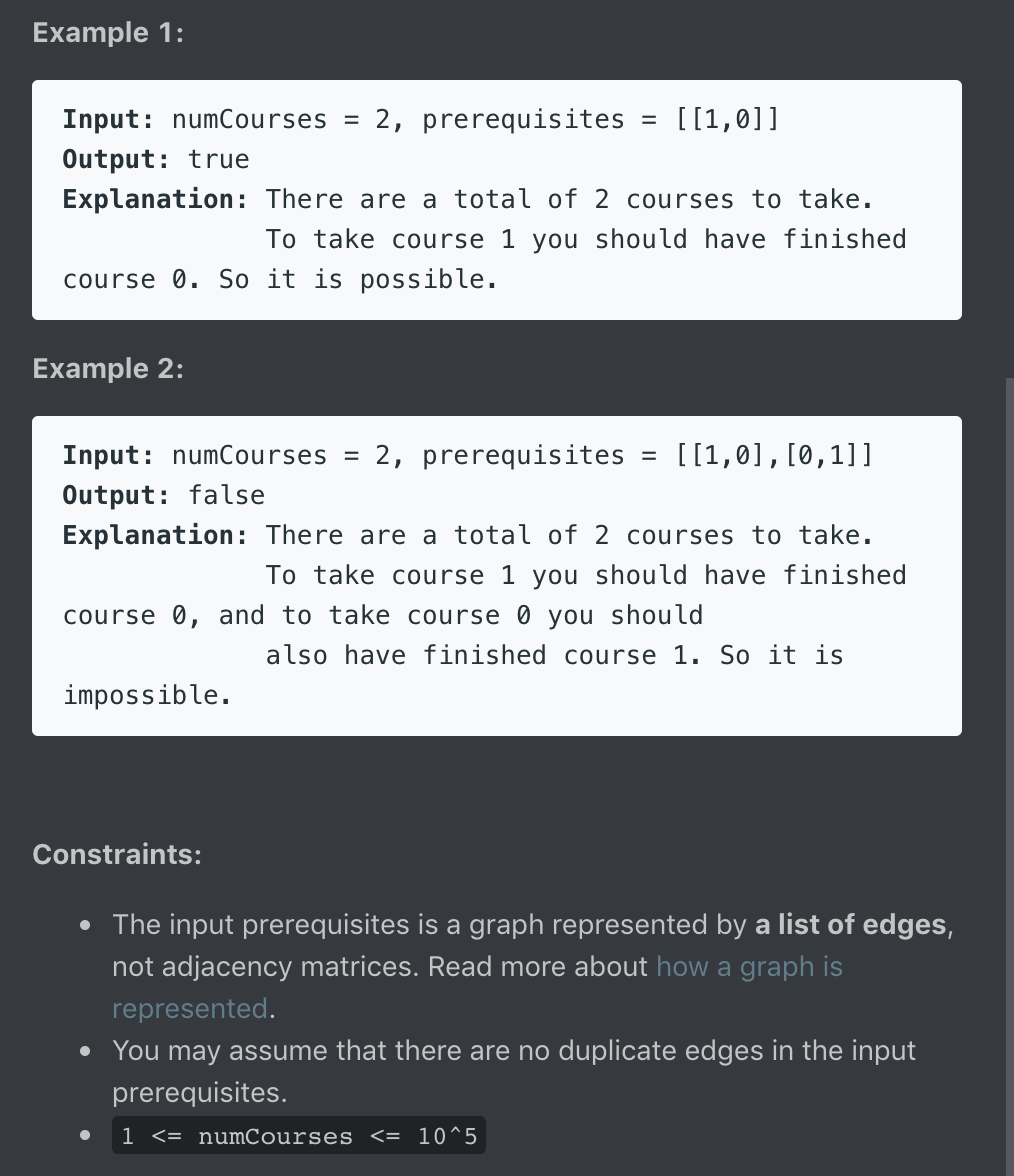 Example 1:
Input: numCourses = 2, prerequisites = [[1,0]]
Output: true
Explanation: There are a total of 2 courses to take.
To take course 1 you should have finished
course 0. So it is possible.
Example 2:
Input: numCourses = 2, prerequisites = [[1,0],[0,1]]
Output: false
Explanation: There are a total of 2 courses to take.
To take course 1 you should have finished
course 0, and to take course 0 you should
also have finished course 1. So it is
impossible.
Constraints:
• The input prerequisites is a graph represented by a list of edges,
not adjacency matrices. Read more about how a graph is
represented.
• You may assume that there are no duplicate edges in the input
prerequisites.
• 1 <= numCourses <= 10^5